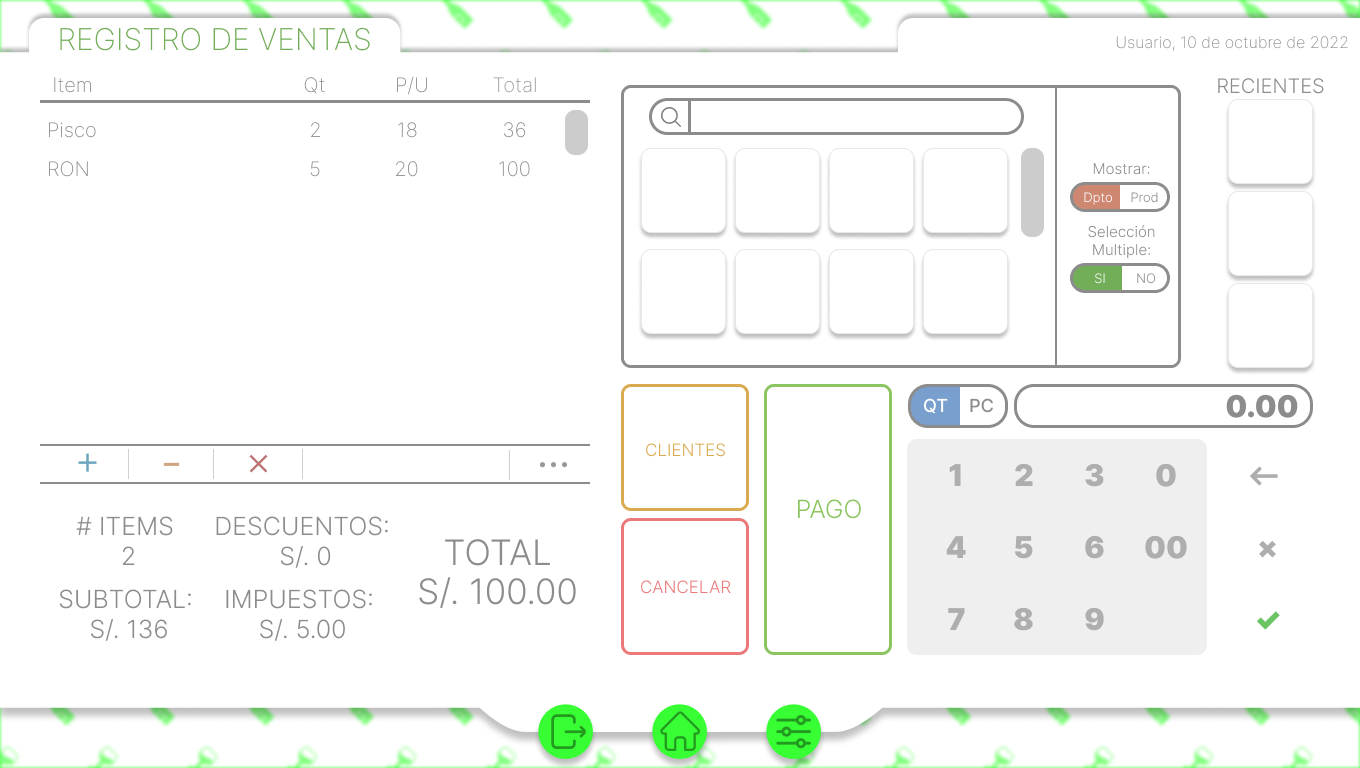 REGISTRO DE VENTAS
Usuario, 10 de octubre de 2022
Item Qt P/U Total
Pisco 2 18 36
RON 5 20 100
# ITEMS
2
DESCUENTOS:
S/. 0
SUBTOTAL:
S/. 136
IMPUESTOS:
S/. 5.00
TOTAL
S/. 100.00
Mostrar:
Dpto Prod
Selección
Multiple:
SI NO
RECIENTES
CLIENTES
CANCELAR
PAGO
QT PC
0.00
1 2 3 0
4 5 6 00
7 8 9